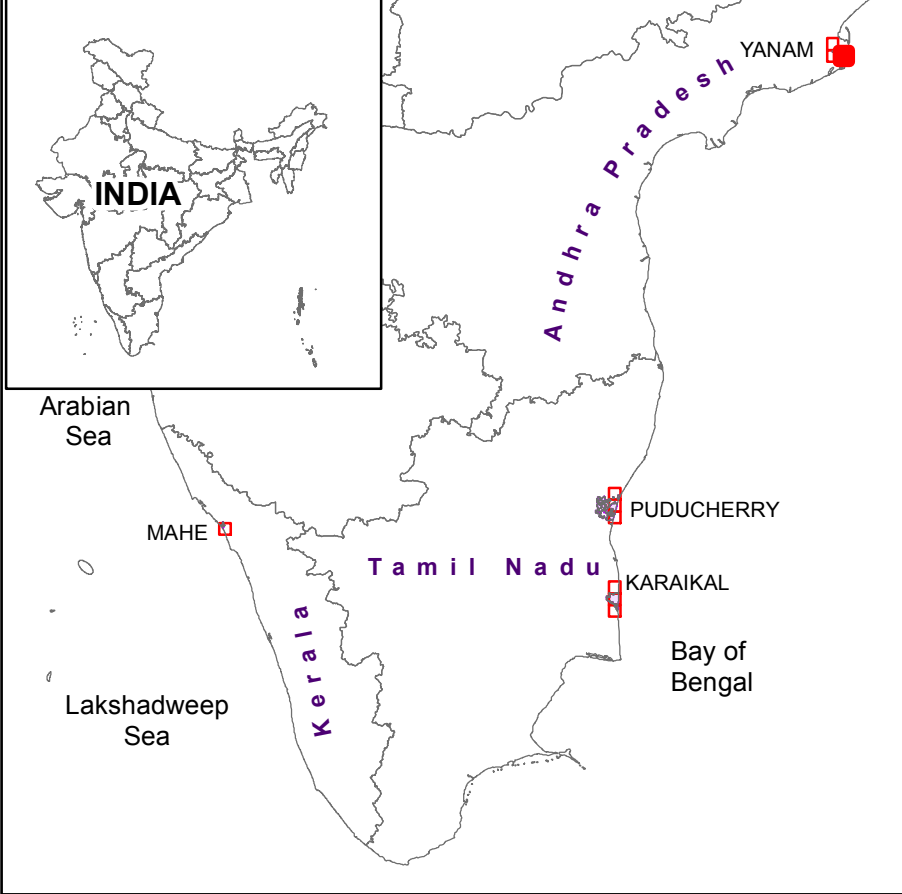 INDIA
YANAM
Andhra Pradesh
Arabian
Sea
PUDUCHERRY
MAHE
Tamil Nadu
KARAIKAL
Kerala
Bay of
Bengal
Lakshadweep
Sea